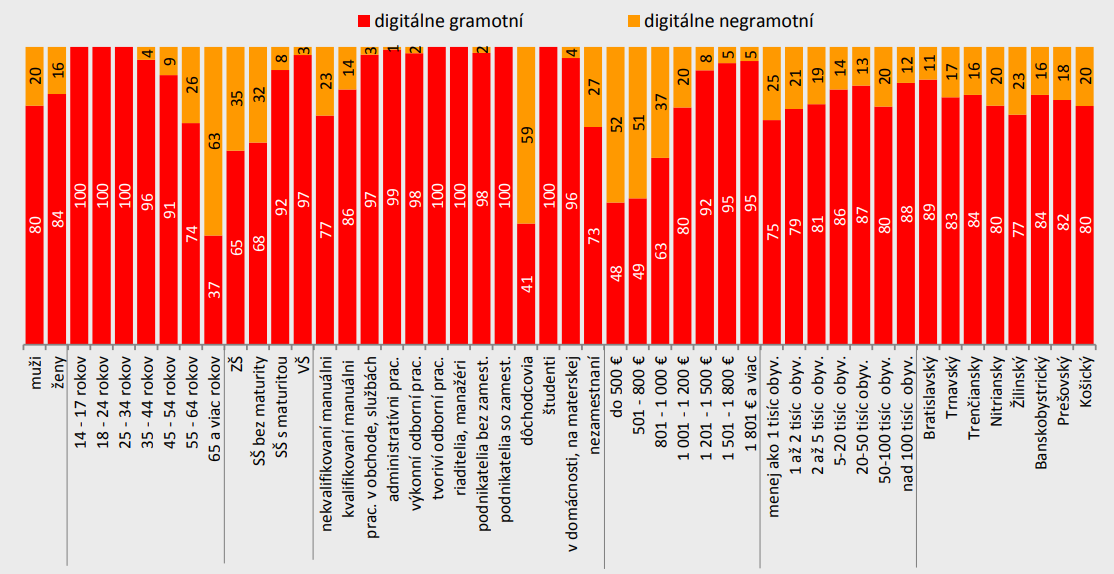 digitálne gramotní
digitálne negramotní
20
16
4
9
26
63
35
32
8
3
23
14
3
1
2
2
59
4
27
52
51
37
20
8
5
5
25
21
19
14
13
20
12
11
17
16
20
23
16
18
20
80
84
100
100
100
96
91
74
37
65
68
92
97
77
86
97
99
98
100
100
98
100
41
100
96
73
48
49
63
80
92
95
95
75
79
81
86
87
80
88
89
83
84
80
77
84
82
80
muži
ženy
14 - 17 rokov
18 - 24 rokov
25 - 34 rokov
35 - 44 rokov
45 - 54 rokov
55 - 64 rokov
65 a viac rokov
ZŠ
SŠ bez maturity
SŠ s maturitou
VŠ
nekvalifikovaní manuálni
kvalifikovaní manuálni
prac. v obchode, službách
administratívni prac.
výkonní odborní prac.
tvoriví odborní prac.
riaditelia, manažéri
podnikatelia bez zamest.
podnikatelia so zamest.
dôchodcovia
študenti
v domácnosti, na materskej
nezamestnaní
do 500 €
501 - 800 €
801 - 1 000 €
1 001 - 1 200 €
1 201 - 1 500 €
1 501 - 1 800 €
1 801 € a viac
menej ako 1 tisíc obyv.
1 až 2 tisíc obyv.
2 až 5 tisíc obyv.
5-20 tisíc obyv.
20-50 tisíc obyv.
50-100 tisíc obyv.
nad 100 tisíc obyv.
Bratislavský
Trnavský
Trenčiansky
Nitriansky
Žilinský
Banskobystrický
Prešovský
Košický